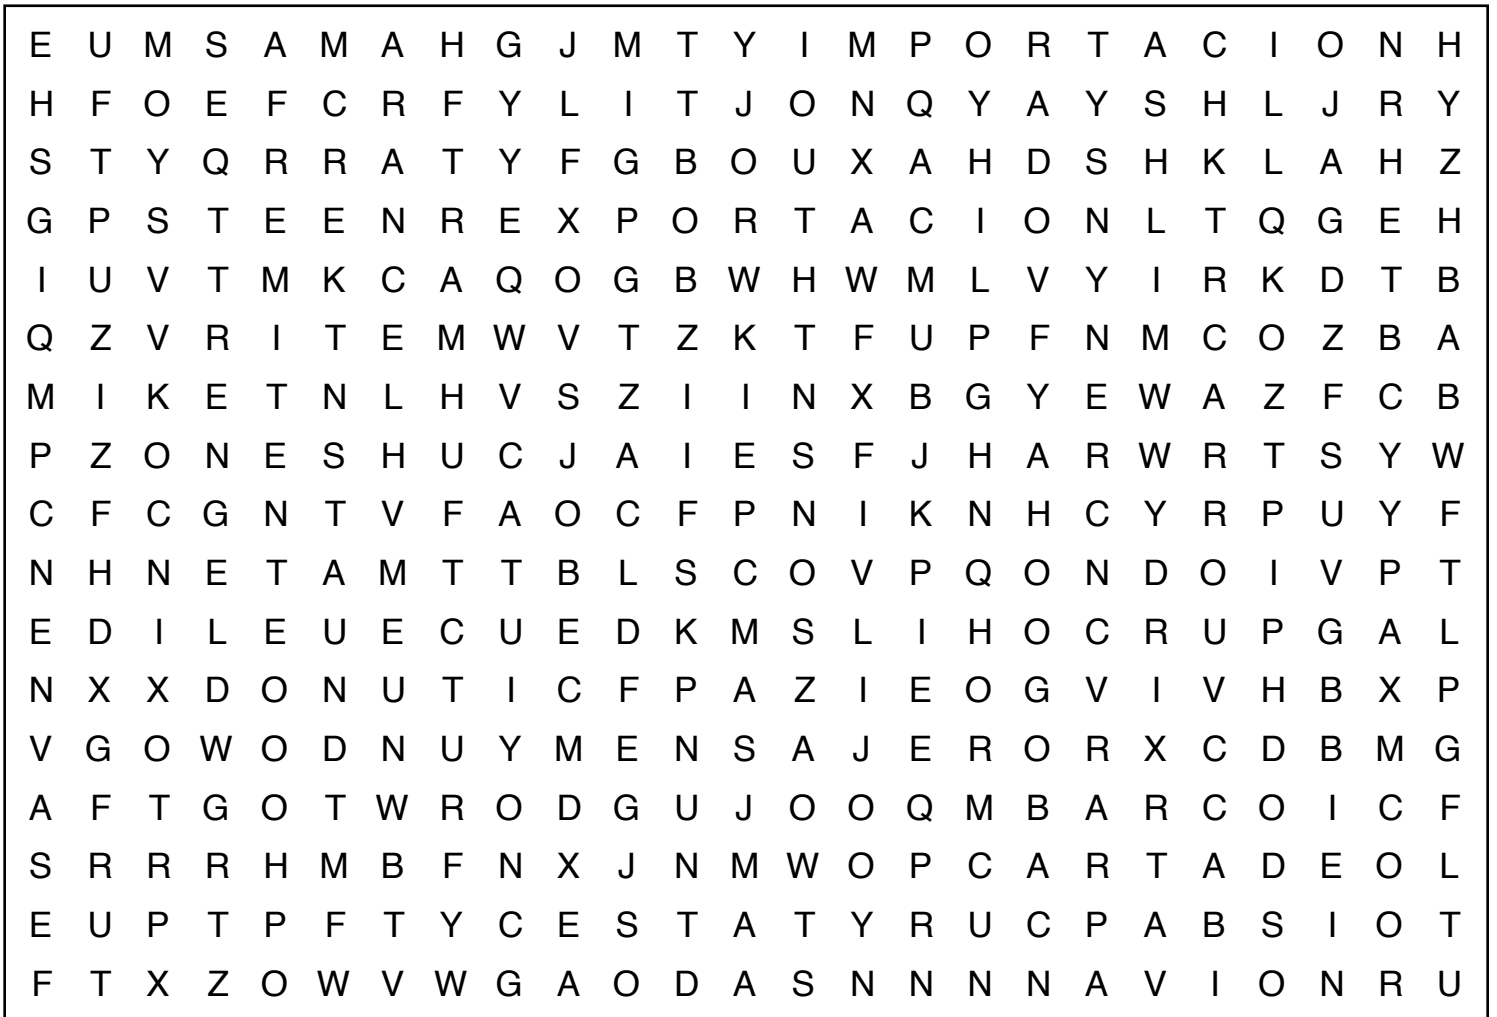 E U M S A M A H G J M T Y I M P O R T A C I O N H
H F O E F C R F Y L I T J O N Q Y A Y S H L J R Y
S T Y Q R R A T Y F G B O U X A H D S H K L A H Z
G P S T E E N R E X P O R T A C I O N L T Q G E H
I U V T M K C A Q O G B W H W M L V Y I R K D T B
Q Z V R I T E M W V T Z K T F U P F N M C O Z B A
M I K E T N L H V S Z I I N X B G Y E W A Z F C B
P Z O N E S H U C J A I E S F J H A R W R T S Y W
C F C G N T V F A O C F P N I K N H C Y R P U Y F
N H N E T A M T T B L S C O V P Q O N D O I V P T
E D I L E U E C U E D K M S L I H O C R U P G A L
N X X D O N U T I C F P A Z I E O G V I V H B X P
V G O W O D N U Y M E N S A J E R O R X C D B M G
A F T G O T W R O D G U J O O Q M B A R C O I C F
S R R R H M B F N X J N M W O P C A R T A D E O L
E U P T P F T Y C E S T A T Y R U C P A B S I O T
F T X Z O W V W G A O D A S N N N N A V I O N R U